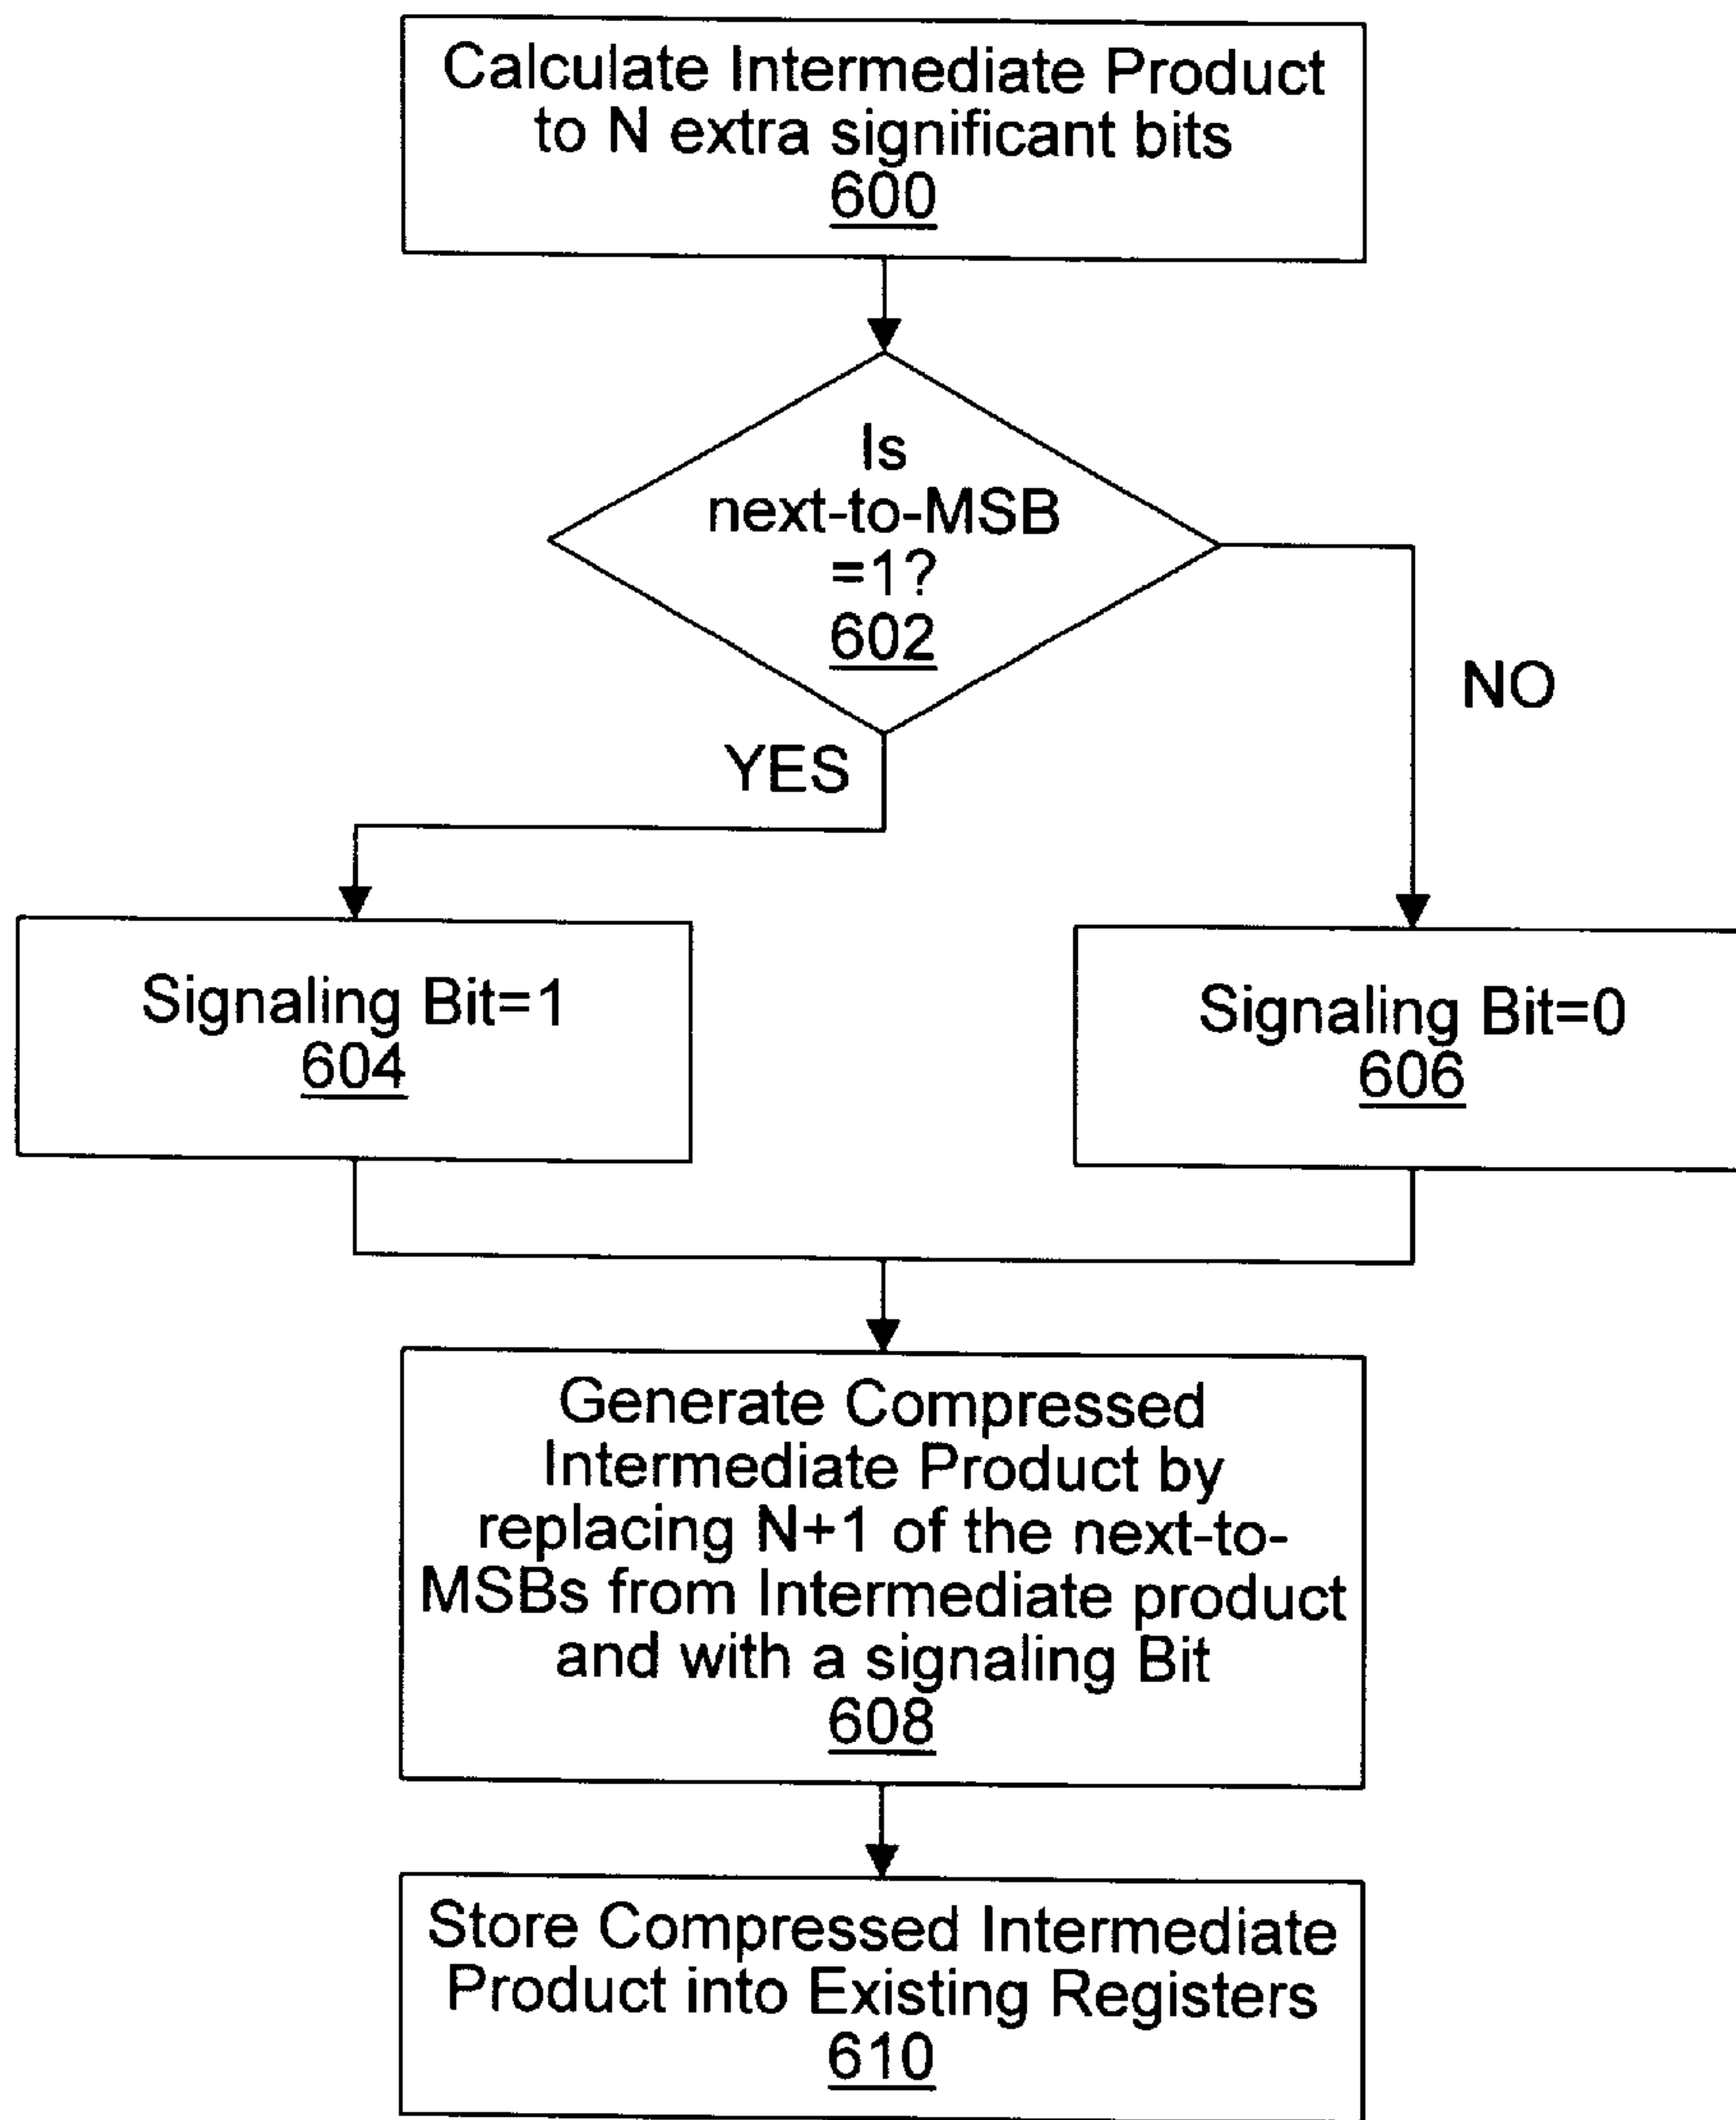 Calculate Intermediate Product
to N extra significant bits
600
Is
next-to-MSB
=1?
602
NO
YES
Signaling Bit=1
604
Signaling Bit=0
606
Generate Compressed
Intermediate Product by
replacing N+1 of the next-to-
MSBs from Intermediate product
and with a signaling Bit
608
Store Compressed Intermediate
Product into Existing Registers
610